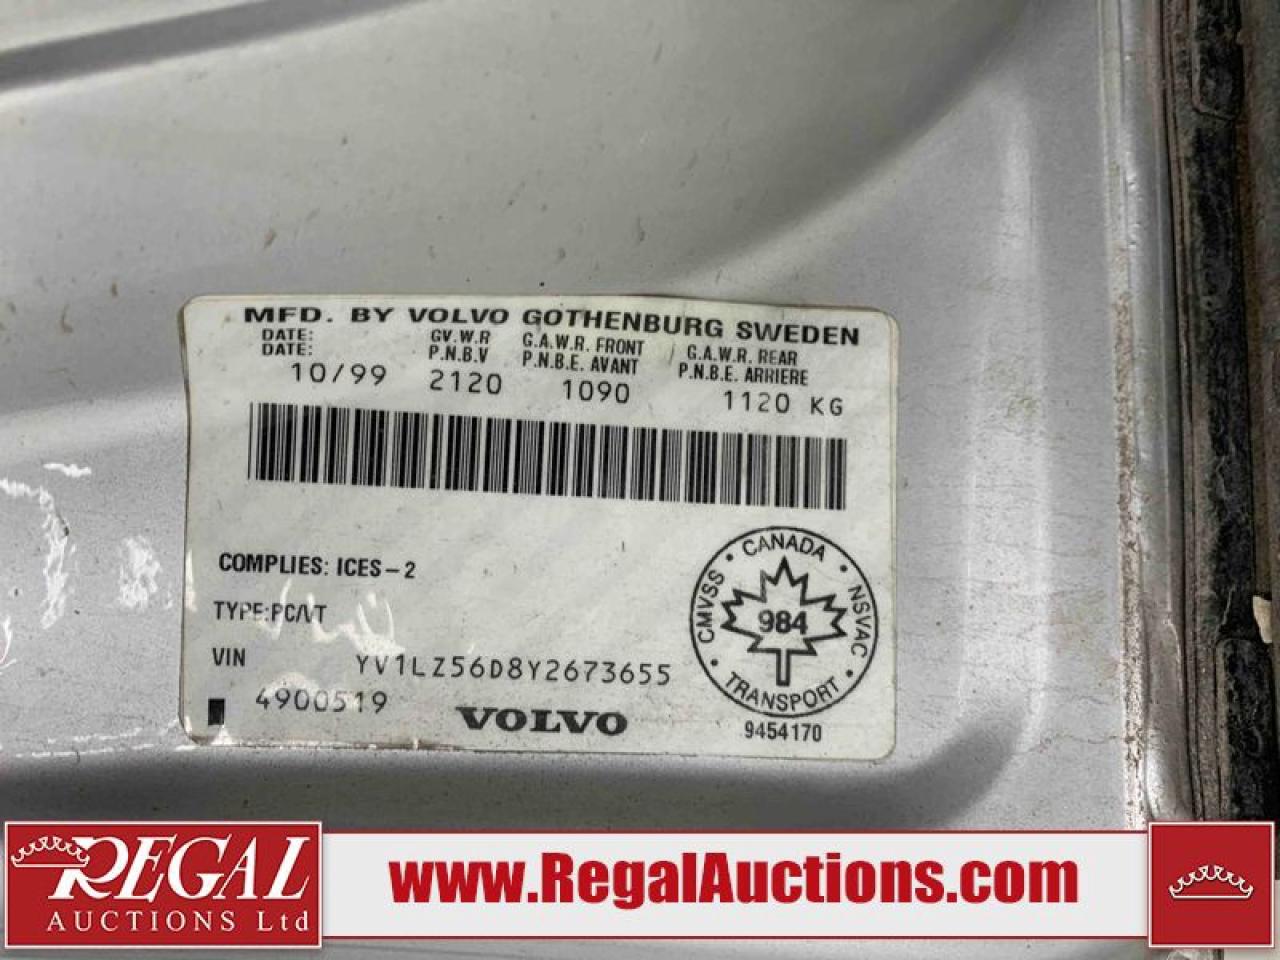 MFD. BY VOLVO GOTHENBURG SWEDEN
DATE: GV.W.R G.A.W.R. FRONT G.A.W.R. REAR
DATE: P.N.B.V P.N.B.E. AVANT P.N.B.E. ARRIERE
10/99 2120 1090 1120 KG
COMPLIES: ICES-2
TYPE:PC/VT
VIN YV1LZ56D8Y2673655
4900519
VOLVO
CANADA
CMVSS
NSVAC
984
TRANSPORT
9454170
REGAL
AUCTIONS Ltd
www.RegalAuctions.com